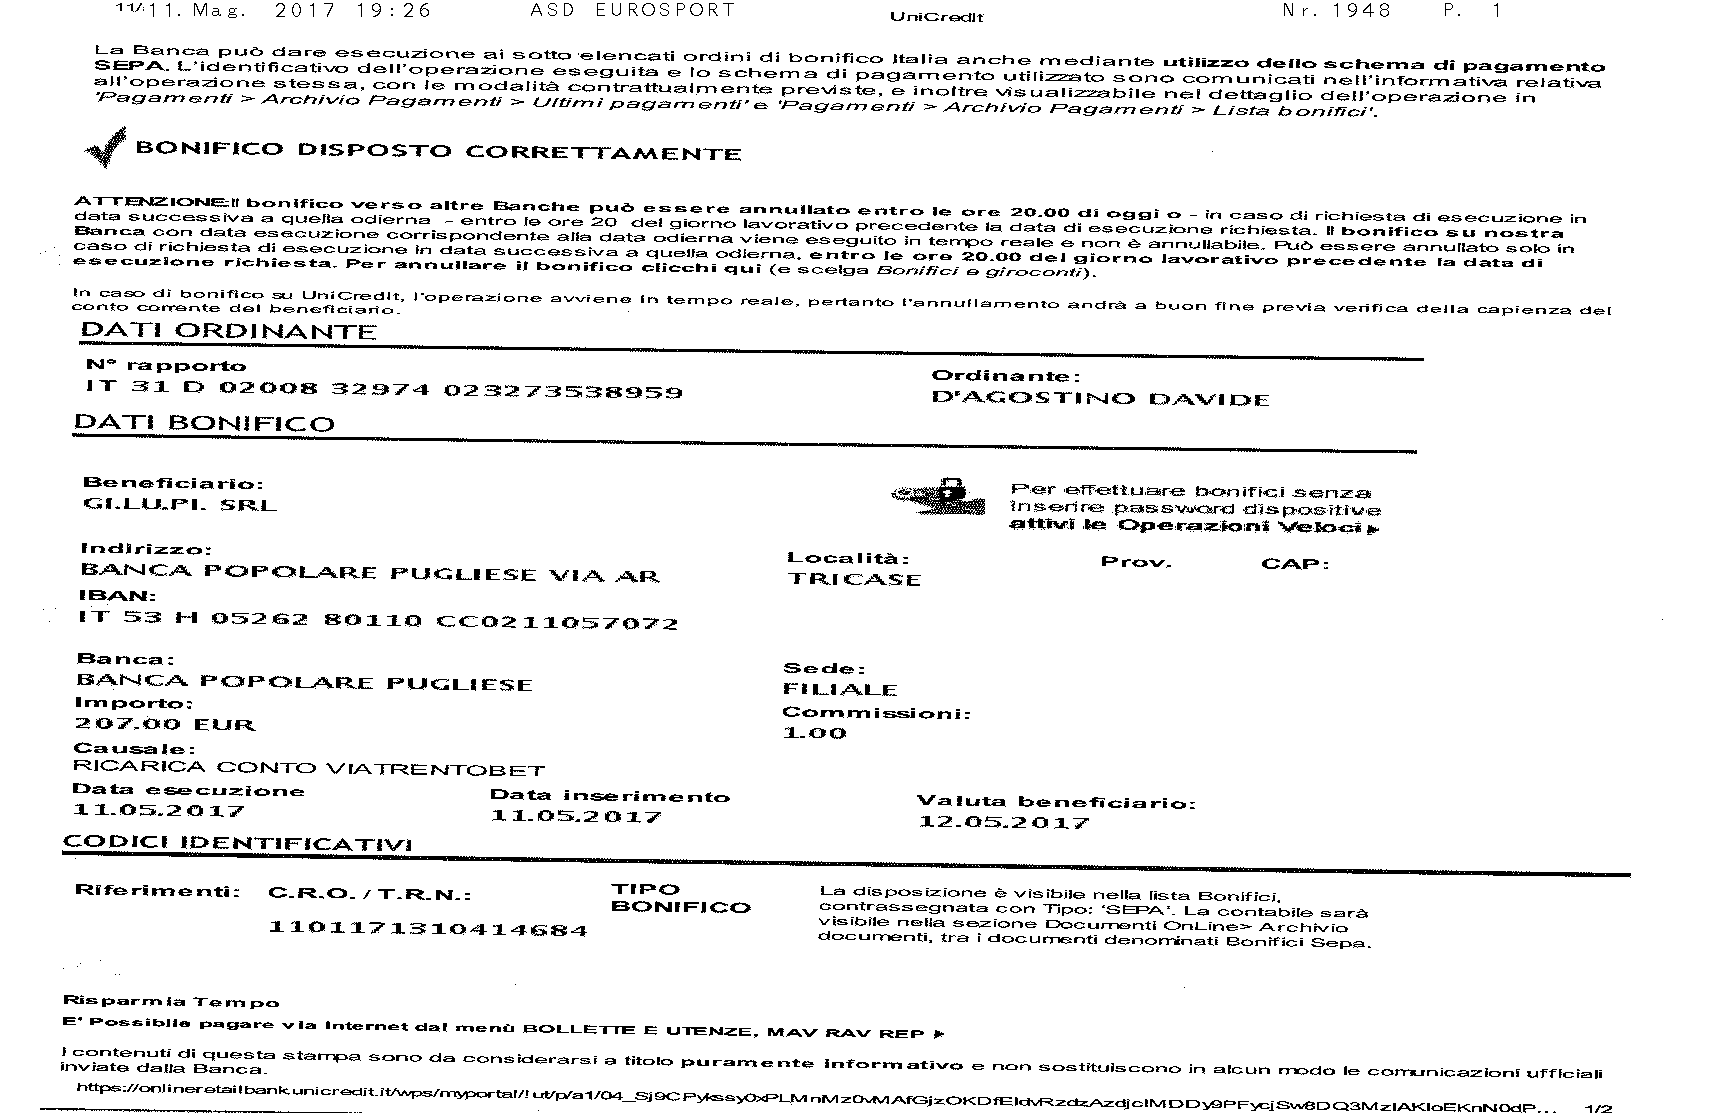 11/11. Mag. 2017 19:26 ASD EUROSPORT UniCredit Nr. 1948 P. 1
La Banca può dare esecuzione ai sotto elencati ordini di bonifico Italia anche mediante utilizzo dello schema di pagamento
SEPA. L'identificativo dell'operazione eseguita e lo schema di pagamento utilizzato sono comunicati nell'informativa relativa
all'operazione stessa, con le modalità contrattualmente previste, e inoltre visualizzabile nel dettaglio dell'operazione in
'Pagamenti > Archivio Pagamenti > Ultimi pagamenti' e 'Pagamenti > Archivio Pagamenti > Lista bonifici'.
BONIFICO DISPOSTO CORRETTAMENTE
ATTENZIONE:Il bonifico verso altre Banche può essere annullato entro le ore 20.00 di oggi o - in caso di richiesta di esecuzione in
data successiva a quella odierna - entro le ore 20 del giorno lavorativo precedente la data di esecuzione richiesta. Il bonifico su nostra
Banca con data esecuzione corrispondente alla data odierna viene eseguito in tempo reale e non è annullabile. Può essere annullato solo in
caso di richiesta di esecuzione in data successiva a quella odierna, entro le ore 20.00 del giorno lavorativo precedente la data di
esecuzione richiesta. Per annullare il bonifico clicchi qui (e scelga Bonifici e giroconti).
In caso di bonifico su UniCredit, l'operazione avviene in tempo reale, pertanto l'annullamento andrà a buon fine previa verifica della capienza del
conto corrente del beneficiario.
DATI ORDINANTE
N° rapporto Ordinante:
IT 31 D 02008 32974 023273538959 D'AGOSTINO DAVIDE
DATI BONIFICO
Beneficiario:
GI.LU.PI. SRL
Per effettuare bonifici senza
inserire password dispositive
attivi le Operazioni Veloci
Indirizzo: Località: Prov. CAP:
BANCA POPOLARE PUGLIESE VIA AR TRICASE
IBAN:
IT 53 H 05262 80110 CC0211057072
Banca: Sede:
BANCA POPOLARE PUGLIESE FILIALE
Importo: Commissioni:
207.00 EUR 1.00
Causale:
RICARICA CONTO VIATRENTOBET
Data esecuzione Data inserimento Valuta beneficiario:
11.05.2017 11.05.2017 12.05.2017
CODICI IDENTIFICATIVI
Riferimenti: C.R.O. / T.R.N.:
1101171310414684
TIPO
BONIFICO
La disposizione è visibile nella lista Bonifici,
contrassegnata con Tipo: 'SEPA'. La contabile sarà
visibile nella sezione Documenti OnLine> Archivio
documenti, tra i documenti denominati Bonifici Sepa.
Risparmia Tempo
E' Possibile pagare via Internet dal menù BOLLETTE E UTENZE, MAV RAV REP
I contenuti di questa stampa sono da considerarsi a titolo puramente informativo e non sostituiscono in alcun modo le comunicazioni ufficiali
inviate dalla Banca.
https://onlineretailbank.unicredit.it/wps/myportal/!ut/p/a1/04_Sj9CPykssy0xPLMnMz0vMAfGjzOKDfEIdvRzdzAzdjcIMDDy9PFycjSw8DQ3MzIAKIoEKnN0dP... 1/2